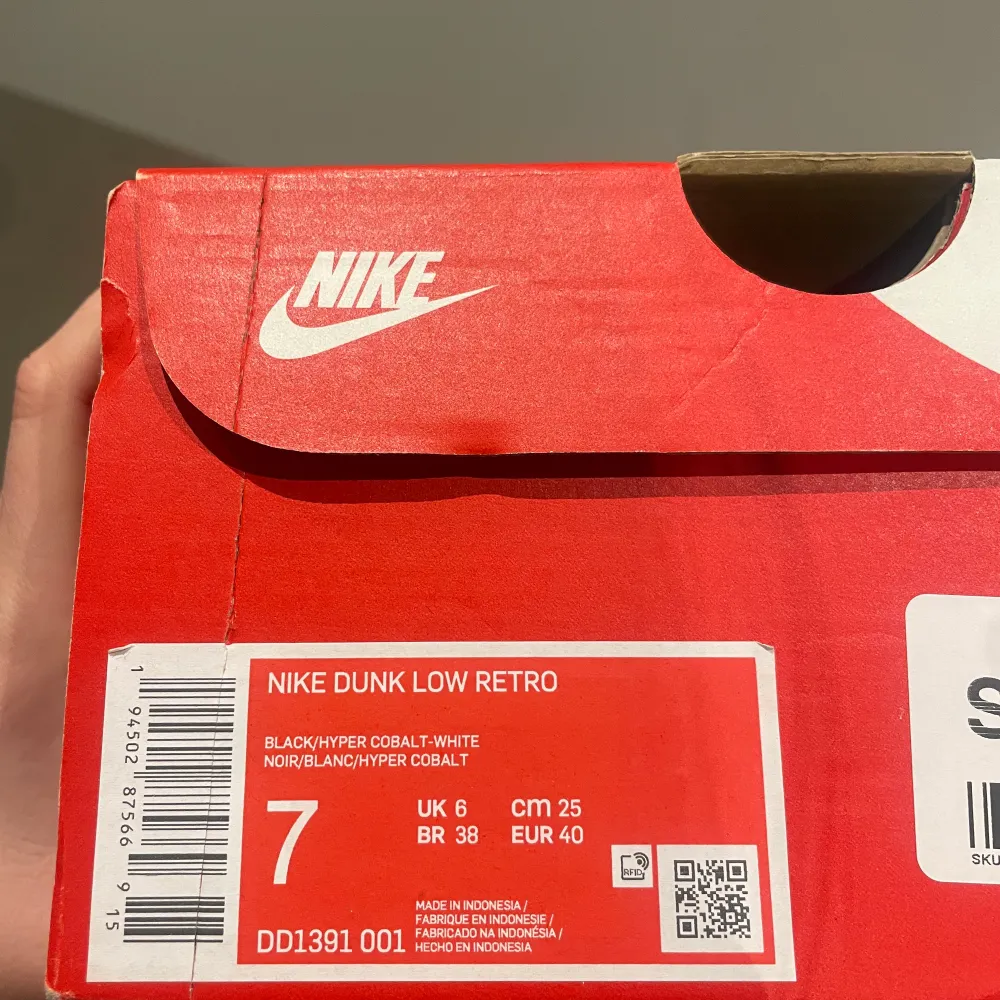 NIKE
NIKE DUNK LOW RETRO
BLACK/HYPER COBALT-WHITE
NOIR/BLANC/HYPER COBALT
7
UK 6 cm 25
BR 38 EUR 40
RFID
MADE IN INDONESIA /
FABRIQUE EN INDONESIE /
FABRICADO NA INDONÉSIA /
HECHO EN INDONESIA
DD1391 001
1 94502 87566 9 15
S
SKU